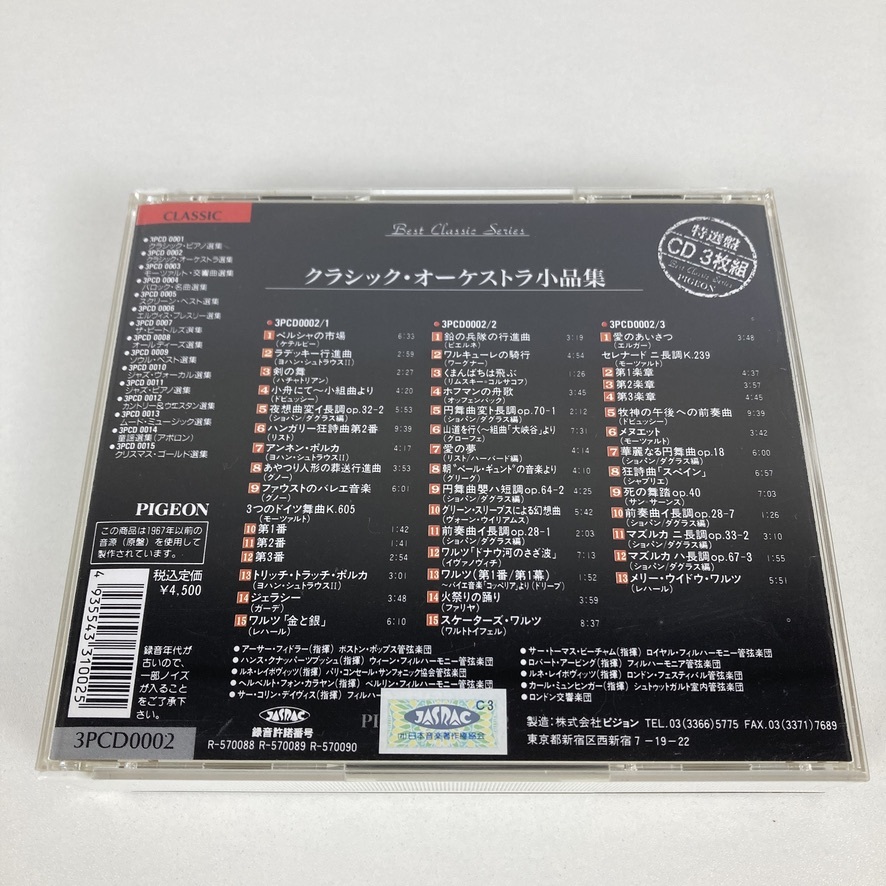 CLASSIC
● 3PCD 0001
クラシック・ピアノ選集
● 3PCD 0002
クラシック・オーケストラ選集
● 3PCD 0003
モーツァルト・交響曲選集
● 3PCD 0004
バロック・名曲選集
● 3PCD 0005
スクリーン・ベスト選集
● 3PCD 0006
エルヴィス・プレスリー選集
● 3PCD 0007
ザ・ビートルズ選集
● 3PCD 0008
オールディーズ選集
● 3PCD 0009
ソウル・ベスト選集
● 3PCD 0010
ジャズ・ヴォーカル選集
● 3PCD 0011
ジャズ・ピアノ選集
● 3PCD 0012
カントリー&ウエスタン選集
● 3PCD 0013
ムード・ミュージック選集
● 3PCD 0014
童謡選集(アポロン)
● 3PCD 0015
クリスマス・ゴールド選集
PIGEON
この商品は1967年以前の
音源(原盤)を使用して
製作されています。
税込定価
¥4,500
4 935543 310025
録音年代が
古いので、
一部ノイズ
が入ること
をご了承下
さい。
3PCD0002
Best Classic Series
特選盤
CD 3枚組
Best Classic Series
PIGEON
クラシック・オーケストラ小品集
● 3PCD0002/1
1 ペルシャの市場 6:33
(ケテルビー)
2 ラデッキー行進曲 2:59
(ヨハン・シュトラウスII)
3 剣の舞 2:27
(ハチャトリアン)
4 小舟にて〜小組曲より 4:20
(ドビュッシー)
5 夜想曲変イ長調op.32-2 5:53
(ショパン/ダグラス編)
6 ハンガリー狂詩曲第2番 9:39
(リスト)
7 アンネン・ポルカ 4:17
(ヨハン・シュトラウスII)
8 あやつり人形の葬送行進曲 3:53
(グノー)
9 ファウストのバレエ音楽 6:01
(グノー)
3つのドイツ舞曲K.605
(モーツァルト)
10 第1番 1:42
11 第2番 1:41
12 第3番 2:54
13 トリッチ・トラッチ・ポルカ 3:01
(ヨハン・シュトラウスII)
14 ジェラシー 3:48
(ガーデ)
15 ワルツ「金と銀」 6:10
(レハール)
● 3PCD0002/2
1 鉛の兵隊の行進曲 3:19
(ピエルネ)
2 ワルキューレの騎行 4:54
(ワーグナー)
3 くまんばちは飛ぶ 1:26
(リムスキー=コルサコフ)
4 ホフマンの舟歌 3:31
(オッフェンバック)
5 円舞曲変ト長調op.70-1 2:12
(ショパン/ダグラス編)
6 山道を行く〜組曲「大峡谷」より 7:31
(グローフェ)
7 愛の夢 4:14
(リスト/ハーバード編)
8 朝〜“ペール・ギュント”の音楽より 4:10
(グリーグ)
9 円舞曲嬰ハ短調op.64-2 4:25
(ショパン/ダグラス編)
10 グリーン・スリーブスによる幻想曲 5:02
(ヴォーン・ウイリアムス)
11 前奏曲イ長調op.28-1 2:03
(ショパン/ダグラス編)
12 ワルツ「ドナウ河のさざ波」 7:13
(イヴァノヴィチ)
13 ワルツ(第1番/第1幕) 1:52
〜バイエ音楽「コッペリア」より(ドリーブ)
14 火祭りの踊り 3:59
(ファリャ)
15 スケーターズ・ワルツ 8:37
(ワルトトイフェル)
● 3PCD0002/3
1 愛のあいさつ 3:48
(エルガー)
セレナード ニ長調K.239
(モーツァルト)
2 第1楽章 4:37
3 第2楽章 3:57
4 第3楽章 4:45
5 牧神の午後への前奏曲 9:39
(ドビュッシー)
6 メヌエット 3:42
(モーツァルト)
7 華麗なる円舞曲op.18 6:00
(ショパン/ダグラス編)
8 狂詩曲「スペイン」 6:57
(シャブリエ)
9 死の舞踏op.40 7:03
(サン・サーンス)
10 前奏曲イ長調op.28-7 1:26
(ショパン/ダグラス編)
11 マズルカ ニ長調op.33-2 3:10
(ショパン/ダグラス編)
12 マズルカ ハ長調op.67-3 1:55
(ショパン/ダグラス編)
13 メリー・ウイドウ・ワルツ 5:51
(レハール)
● アーサー・フィドラー(指揮) ボストン・ポップス管弦楽団
● ハンス・クナッパーツブッシュ(指揮) ウィーン・フィルハーモニー管弦楽団
● ルネ・レイボヴィッツ(指揮) パリ・コンセール・サンフォニック協会管弦楽団
● ヘルベルト・フォン・カラヤン(指揮) ベルリン・フィルハーモニー管弦楽団
● サー・コリン・デイヴィス(指揮) フィルハー
● サー・トーマス・ビーチャム(指揮) ロイヤル・フィルハーモニー管弦楽団
● ロバート・アービング(指揮) フィルハーモニア管弦楽団
● ルネ・レイボヴィッツ(指揮) ロンドン・フェスティバル管弦楽団
● カール・ミュンヒンガー(指揮) シュトゥットガルト室内管弦楽団
● ロンドン交響楽団
JASRAC
録音許諾番号
R-570088 R-570089 R-570090
C3
JASRAC
㈳日本音楽著作権協会
製造:株式会社ピジョン TEL.03(3366)5775 FAX.03(3371)7689
東京都新宿区西新宿7-19-22